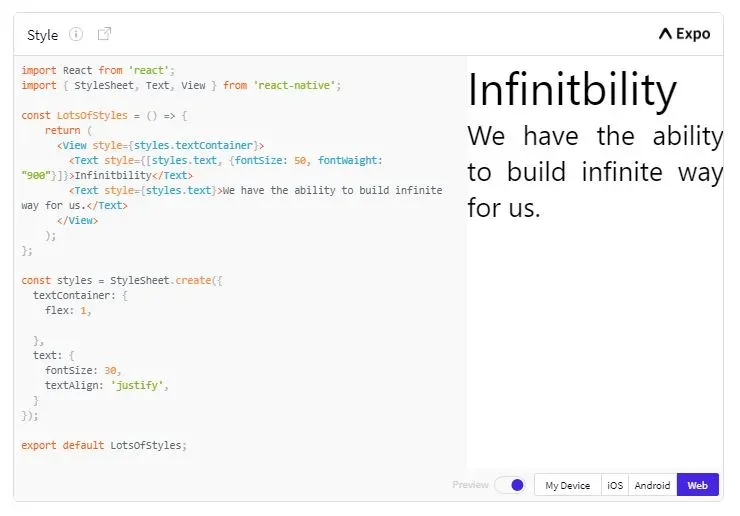 Style
Expo
import React from 'react';
import { StyleSheet, Text, View } from 'react-native';
const LotsOfStyles = () => {
return (
<View style={styles.textContainer}>
<Text style={[styles.text, {fontSize: 50, fontWaight:
"900"}]}>Infinitbility</Text>
<Text style={styles.text}>We have the ability to build infinite
way for us.</Text>
</View>
);
};
const styles = StyleSheet.create({
textContainer: {
flex: 1,
},
text: {
fontSize: 30,
textAlign: 'justify',
}
});
export default LotsOfStyles;
Infinitbility
We have the ability
to build infinite way
for us.
Preview
My Device
iOS
Android
Web